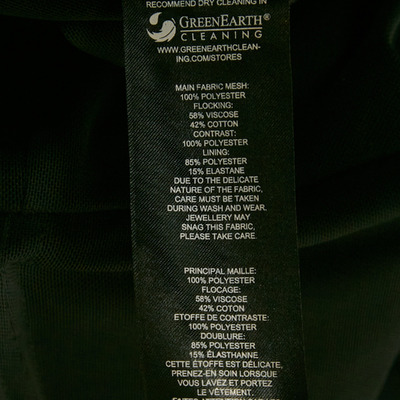 RECOMMEND DRY CLEANING IN
GREENEARTH®
CLEANING
WWW.GREENEARTHCLEAN-
ING.COM/STORES
MAIN FABRIC MESH:
100% POLYESTER
FLOCKING:
58% VISCOSE
42% COTTON
CONTRAST:
100% POLYESTER
LINING:
85% POLYESTER
15% ELASTANE
DUE TO THE DELICATE
NATURE OF THE FABRIC,
CARE MUST BE TAKEN
DURING WASH AND WEAR.
JEWELLERY MAY
SNAG THIS FABRIC,
PLEASE TAKE CARE.
PRINCIPAL MAILLE:
100% POLYESTER
FLOCAGE:
58% VISCOSE
42% COTON
ETOFFE DE CONTRASTE:
100% POLYESTER
DOUBLURE:
85% POLYESTER
15% ÉLASTHANNE
CETTE ÉTOFFE EST DÉLICATE,
PRENEZ-EN SOIN LORSQUE
VOUS LAVEZ ET PORTEZ
LE VÊTEMENT.